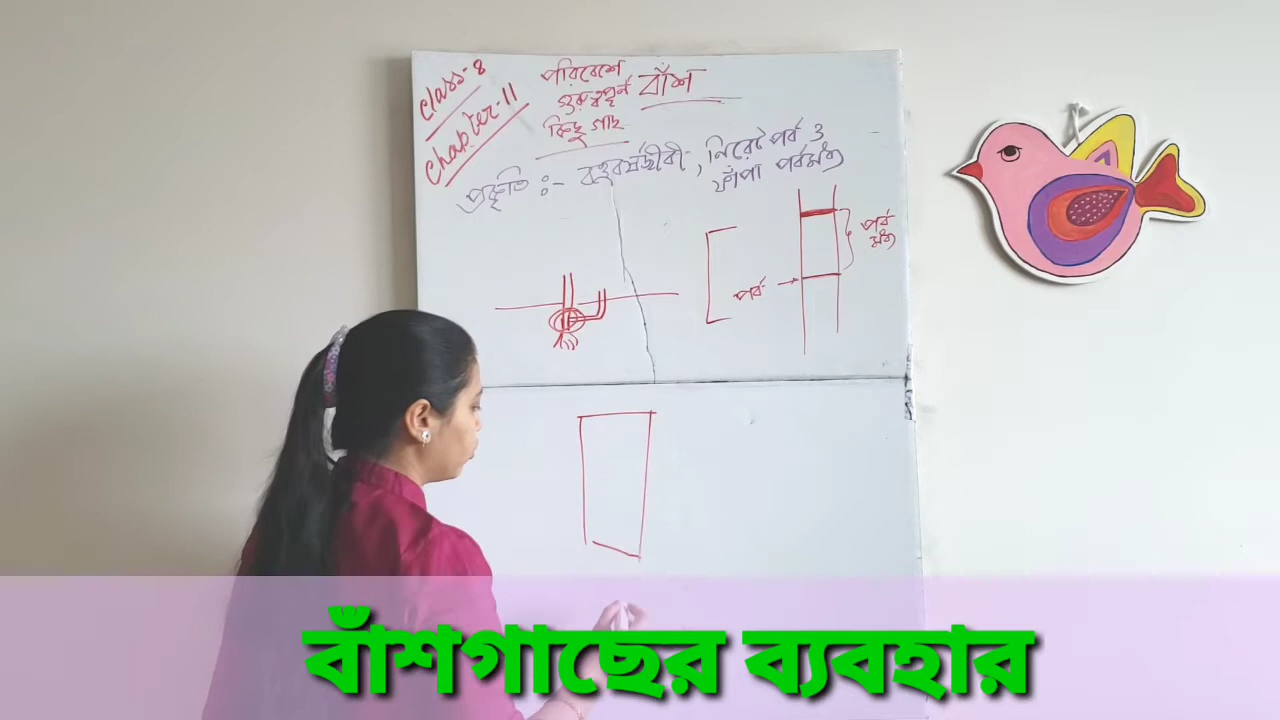 Class-8
Chapter-11
পরিবেশে
গুরুত্বপূর্ণ
কিছু গাছ
বাঁশ
প্রকৃতি :- বহুবর্ষজীবী, নিরেট পর্ব ও
ফাঁপা পর্বমধ্য
পর্ব
মধ্য
পর্ব
বাঁশগাছের ব্যবহার